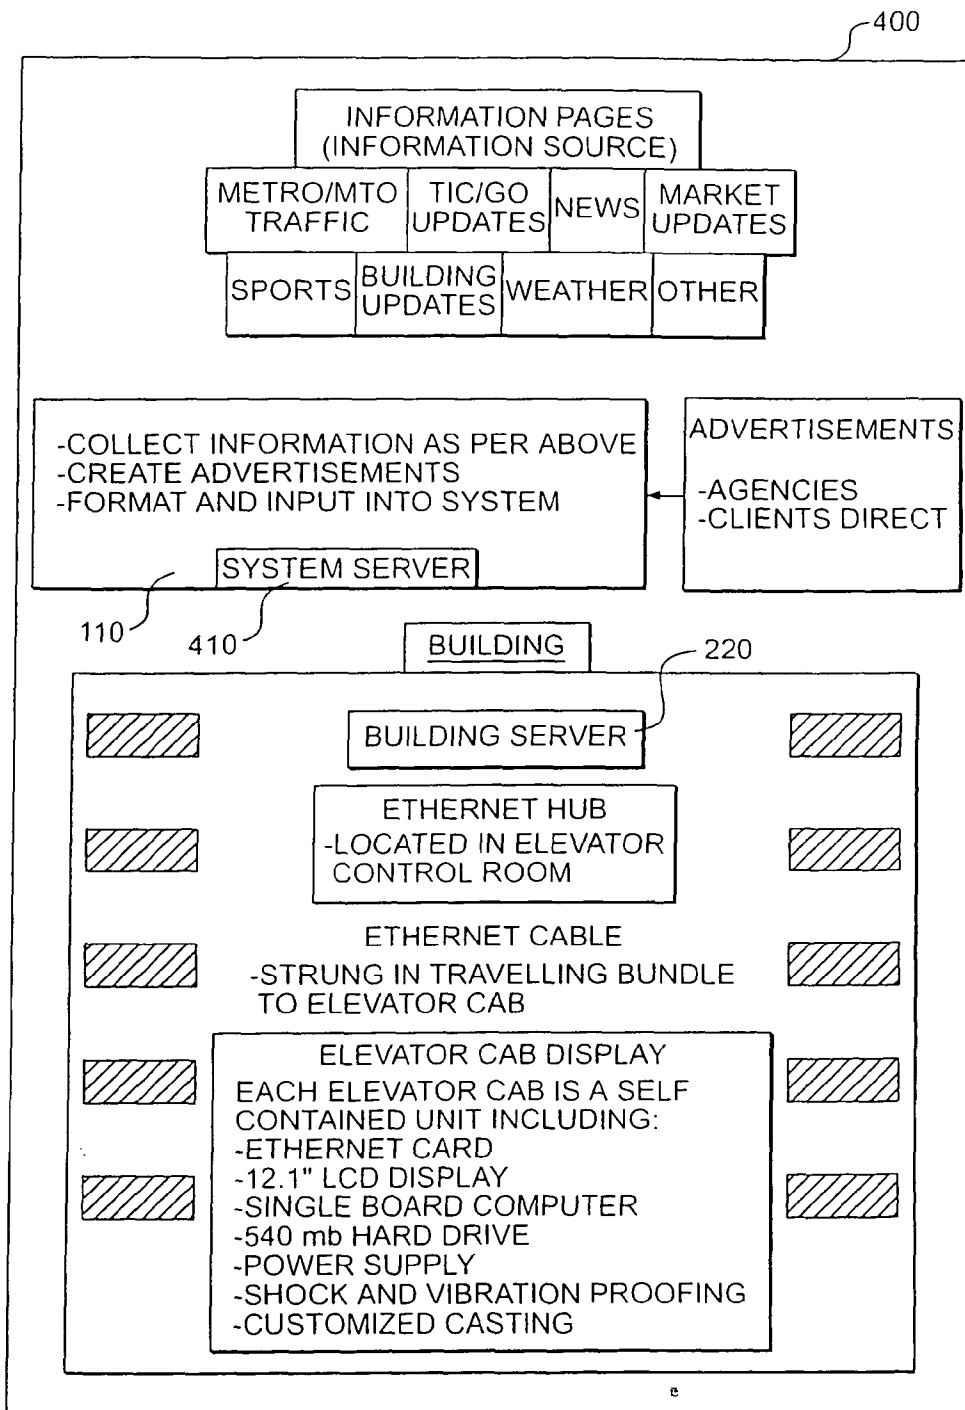 400
INFORMATION PAGES
(INFORMATION SOURCE)
METRO/MTO
TRAFFIC
TIC/GO
UPDATES
NEWS
MARKET
UPDATES
SPORTS
BUILDING
UPDATES
WEATHER
OTHER
-COLLECT INFORMATION AS PER ABOVE
-CREATE ADVERTISEMENTS
-FORMAT AND INPUT INTO SYSTEM
SYSTEM SERVER
ADVERTISEMENTS
-AGENCIES
-CLIENTS DIRECT
110
410
BUILDING
220
BUILDING SERVER
ETHERNET HUB
-LOCATED IN ELEVATOR
CONTROL ROOM
ETHERNET CABLE
-STRUNG IN TRAVELLING BUNDLE
TO ELEVATOR CAB
ELEVATOR CAB DISPLAY
EACH ELEVATOR CAB IS A SELF
CONTAINED UNIT INCLUDING:
-ETHERNET CARD
-12.1" LCD DISPLAY
-SINGLE BOARD COMPUTER
-540 mb HARD DRIVE
-POWER SUPPLY
-SHOCK AND VIBRATION PROOFING
-CUSTOMIZED CASTING